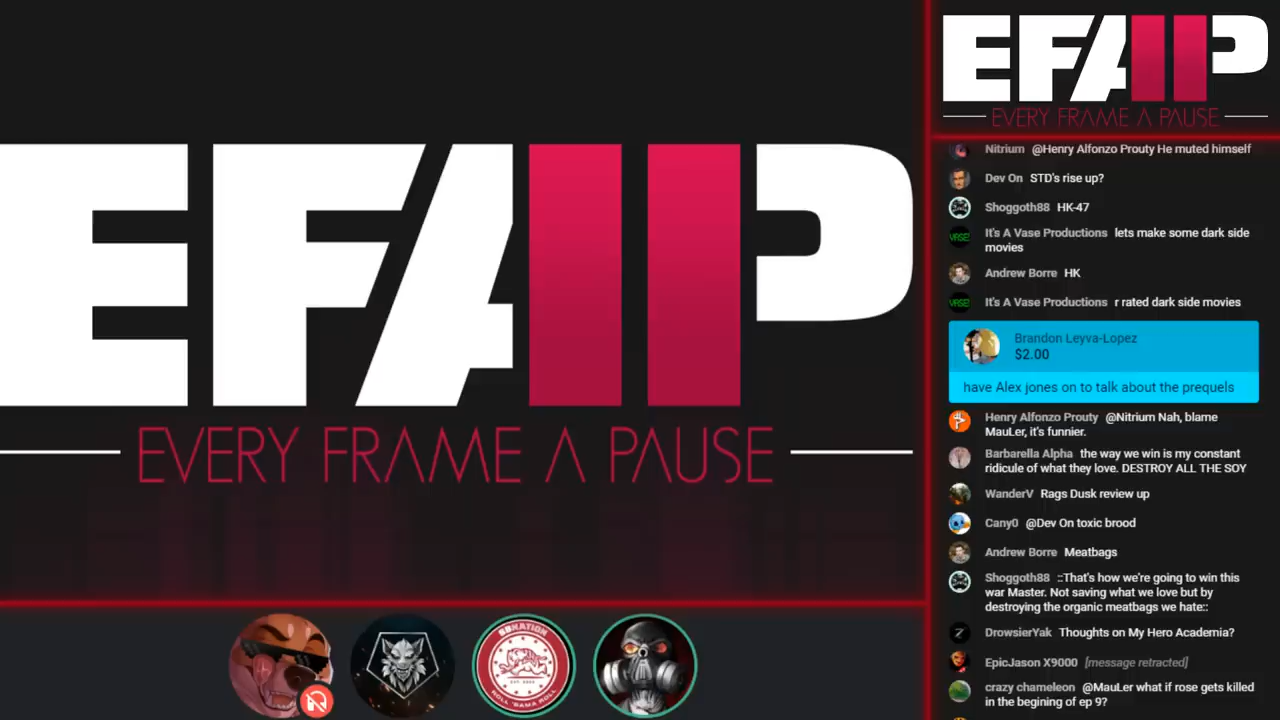 EFAP
EVERY FRAME A PAUSE
EFAP
EVERY FRAME A PAUSE
Nitrium @Henry Alfonzo Prouty He muted himself
Dev On STD's rise up?
Shoggoth88 HK-47
VASE!
It's A Vase Productions lets make some dark side
movies
Andrew Borre HK
VASE!
It's A Vase Productions r rated dark side movies
Brandon Leyva-Lopez
$2.00
have Alex jones on to talk about the prequels
Henry Alfonzo Prouty @Nitrium Nah, blame
MauLer, it's funnier.
Barbarella Alpha the way we win is my constant
ridicule of what they love. DESTROY ALL THE SOY
WanderV Rags Dusk review up
Cany0 @Dev On toxic brood
Andrew Borre Meatbags
Shoggoth88 ::That's how we're going to win this
war Master. Not saving what we love but by
destroying the organic meatbags we hate::
DrowsierYak Thoughts on My Hero Academia?
EpicJason X9000 [message retracted]
crazy chameleon @MauLer what if rose gets killed
in the begining of ep 9?
ROLL 'BAMA ROLL